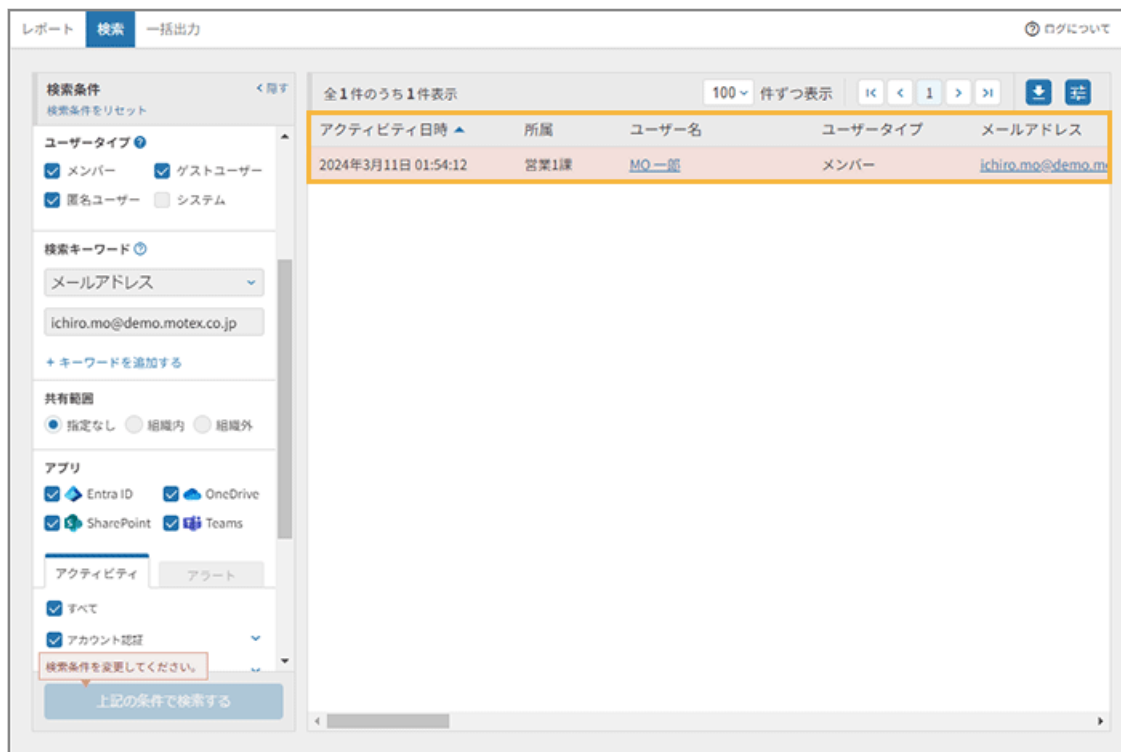 レポート 検索 一括出力 ログについて
検索条件 隠す
検索条件をリセット
ユーザータイプ
メンバー ゲストユーザー
匿名ユーザー システム
検索キーワード
メールアドレス
ichiro.mo@demo.motex.co.jp
+ キーワードを追加する
共有範囲
指定なし 組織内 組織外
アプリ
Entra ID OneDrive
SharePoint Teams
アクティビティ アラート
すべて
アカウント認証
検索条件を変更してください。
上記の条件で検索する
全1件のうち1件表示 100 件ずつ表示 1
アクティビティ日時 所属 ユーザー名 ユーザータイプ メールアドレス
2024年3月11日 01:54:12 営業1課 MO 一郎 メンバー ichiro.mo@demo.m